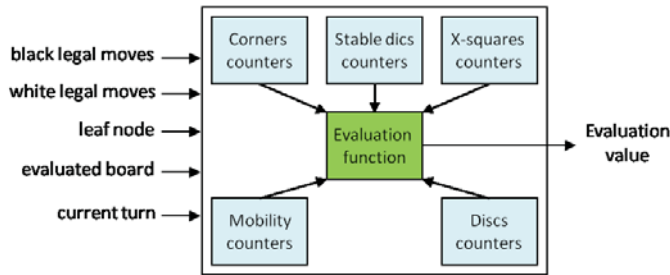 black legal moves
white legal moves
leaf node
evaluated board
current turn
Corners
counters
Stable dics
counters
X-squares
counters
Evaluation
function
Mobility
counters
Discs
counters
Evaluation
value